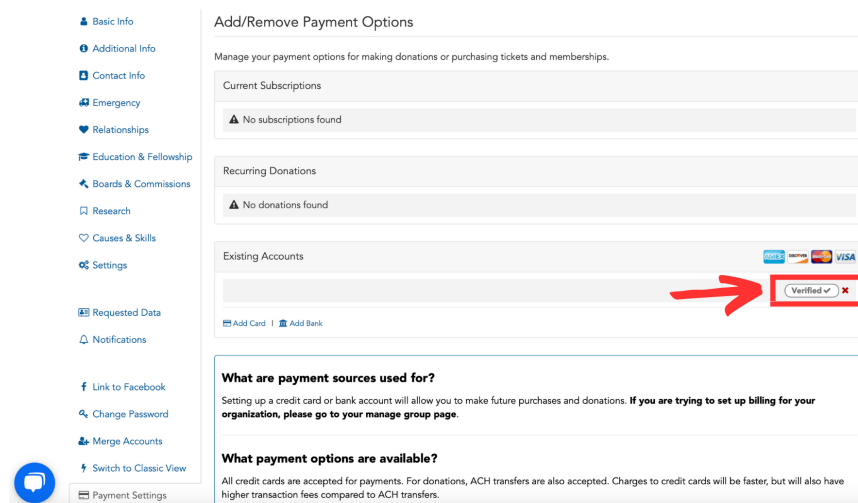 Basic Info
Additional Info
Contact Info
Emergency
Relationships
Education & Fellowship
Boards & Commissions
Research
Causes & Skills
Settings
Requested Data
Notifications
Link to Facebook
Change Password
Merge Accounts
Switch to Classic View
Payment Settings
Add/Remove Payment Options
Manage your payment options for making donations or purchasing tickets and memberships.
Current Subscriptions
No subscriptions found
Recurring Donations
No donations found
Existing Accounts
AMEX DISCOVER MasterCard VISA
Verified
Add Card | Add Bank
What are payment sources used for?
Setting up a credit card or bank account will allow you to make future purchases and donations. If you are trying to set up billing for your
organization, please go to your manage group page.
What payment options are available?
All credit cards are accepted for payments. For donations, ACH transfers are also accepted. Charges to credit cards will be faster, but will also have
higher transaction fees compared to ACH transfers.